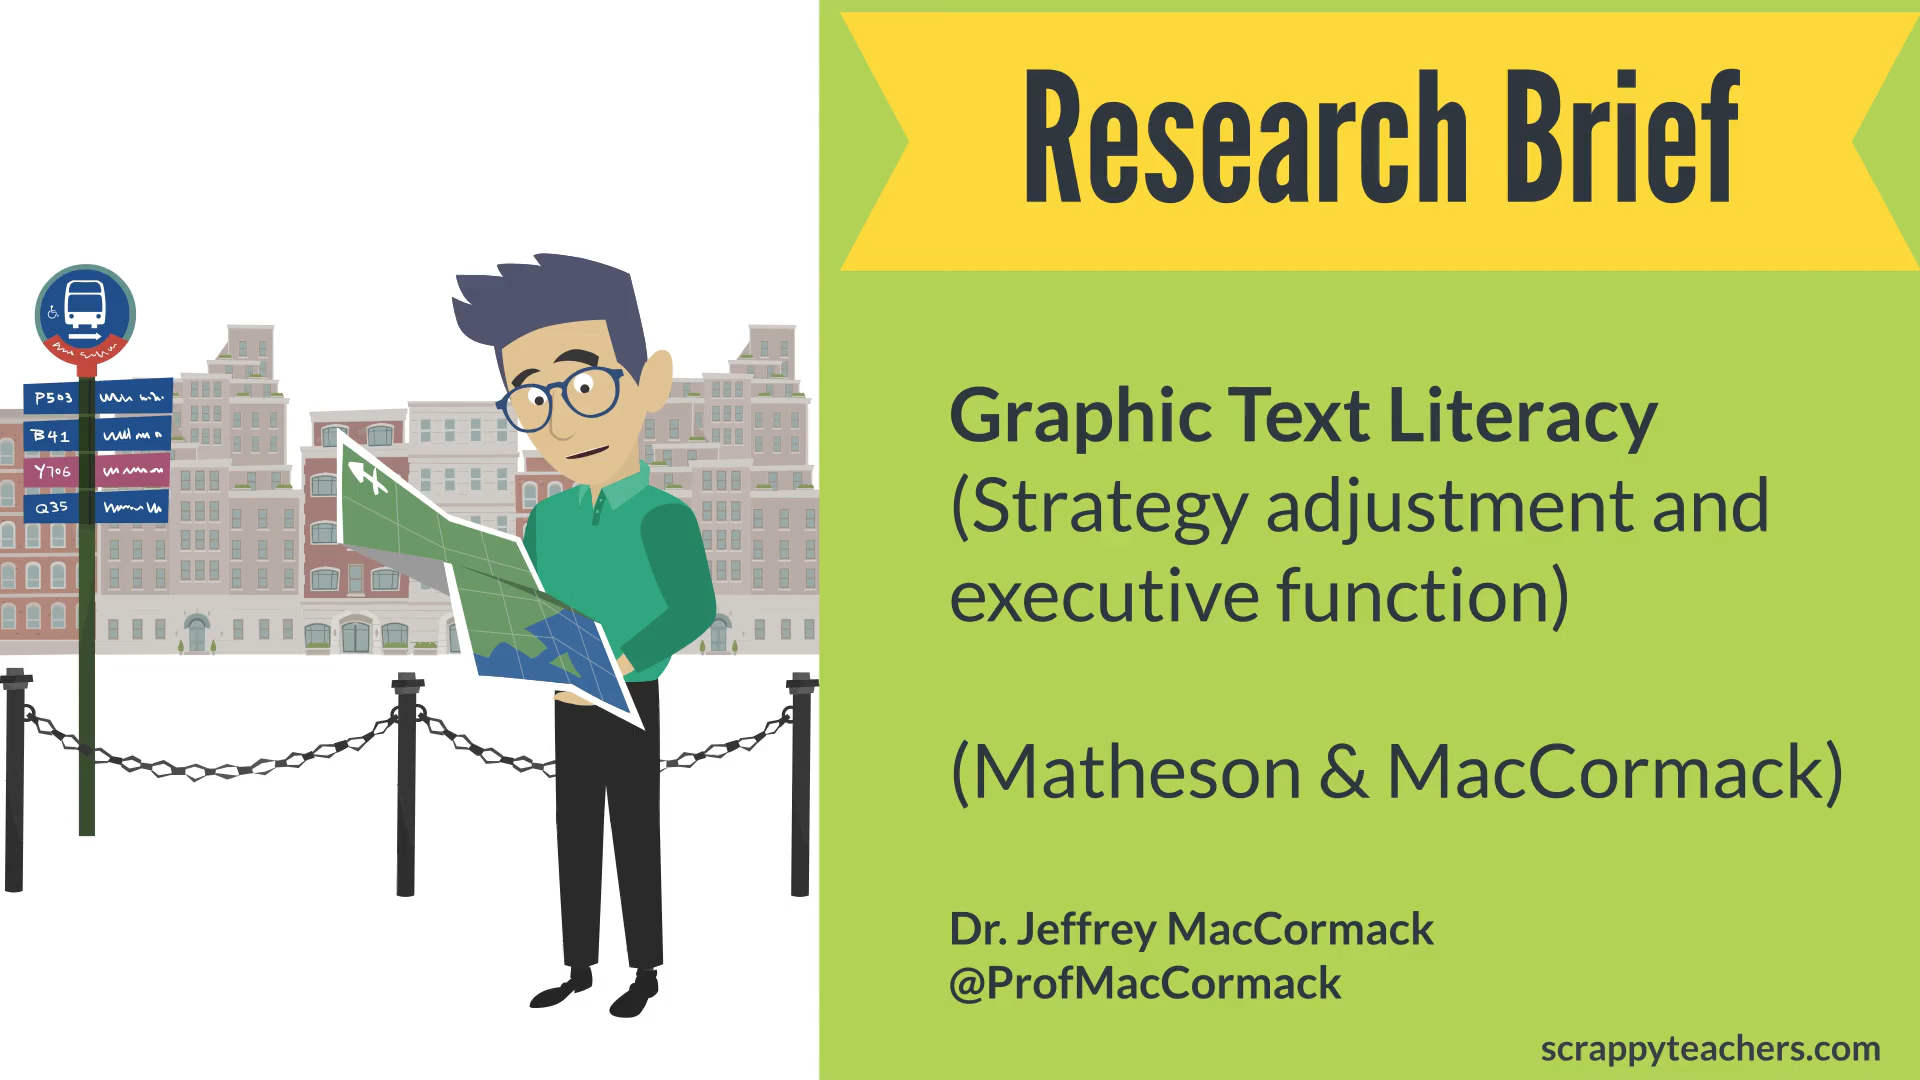 P503
B41
Y706
Q35
Research Brief
Graphic Text Literacy
(Strategy adjustment and
executive function)
(Matheson & MacCormack)
Dr. Jeffrey MacCormack
@ProfMacCormack
scrappyteachers.com